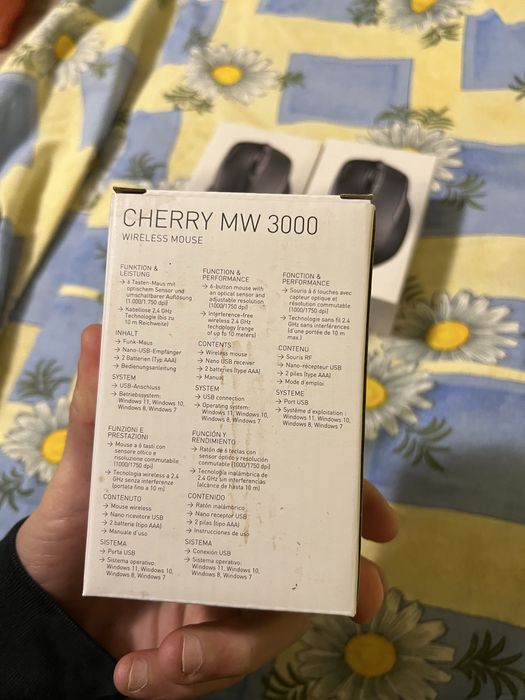 CHERRY MW 3000
WIRELESS MOUSE
FUNKTION &
LEISTUNG
→ 6 Tasten-Maus mit
optischem Sensor und
umschaltbarer Auflösung
(1.000/1.750 dpi)
→ Kabellose 2,4 GHz
Technologie (bis zu
10 m Reichweite)
INHALT
→ Funk-Maus
→ Nano-USB-Empfänger
→ 2 Batterien (Typ AAA)
→ Bedienungsanleitung
SYSTEM
→ USB-Anschluss
→ Betriebssystem:
Windows 11, Windows 10,
Windows 8, Windows 7
FUNCTION &
PERFORMANCE
→ 6-button mouse with
an optical sensor and
adjustable resolution
(1000/1750 dpi)
→ Interference-free
wireless 2.4 GHz
technology (range
of up to 10 meters)
CONTENTS
→ Wireless mouse
→ Nano USB receiver
→ 2 batteries (type AAA)
→ Manual
SYSTEM
→ USB connection
→ Operating system:
Windows 11, Windows 10,
Windows 8, Windows 7
FONCTION &
PERFORMANCE
→ Souris à 6 touches avec
capteur optique et
résolution commutable
(1000/1750 dpi)
→ Technologie sans fil 2.4
GHz sans interférences
(d'une portée de 10 m
max.)
CONTENU
→ Souris RF
→ Nano-récepteur USB
→ 2 piles (type AAA)
→ Mode d'emploi
SYSTEME
→ Port USB
→ Système d'exploitation :
Windows 11, Windows 10,
Windows 8, Windows 7
FUNZIONI E
PRESTAZIONI
→ Mouse a 6 tasti con
sensore ottico e
risoluzione commutabile
(1000/1750 dpi)
→ Tecnologia wireless a 2.4
GHz senza interferenze
(portata fino a 10 m)
CONTENUTO
→ Mouse wireless
→ Nano ricevitore USB
→ 2 batterie (tipo AAA)
→ Manuale d'uso
SISTEMA
→ Porta USB
→ Sistema operativo:
Windows 11, Windows 10,
Windows 8, Windows 7
FUNCIÓN Y
RENDIMIENTO
→ Ratón de 6 teclas con
sensor óptico y resolución
conmutable (1000/1750 dpi)
→ Tecnología inalámbrica de
2.4 GHz sin interferencias
(alcance de hasta 10 m)
CONTENIDO
→ Ratón inalámbrico
→ Nano receptor USB
→ 2 pilas (tipo AAA)
→ Instrucciones de uso
SISTEMA
→ Conexión USB
→ Sistema operativo:
Windows 11, Windows 10,
Windows 8, Windows 7